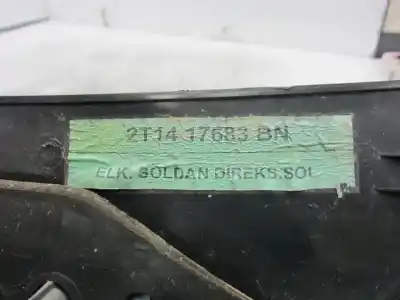 2T14 17683 BN
ELK. SOLDAN DIREKS.SOL